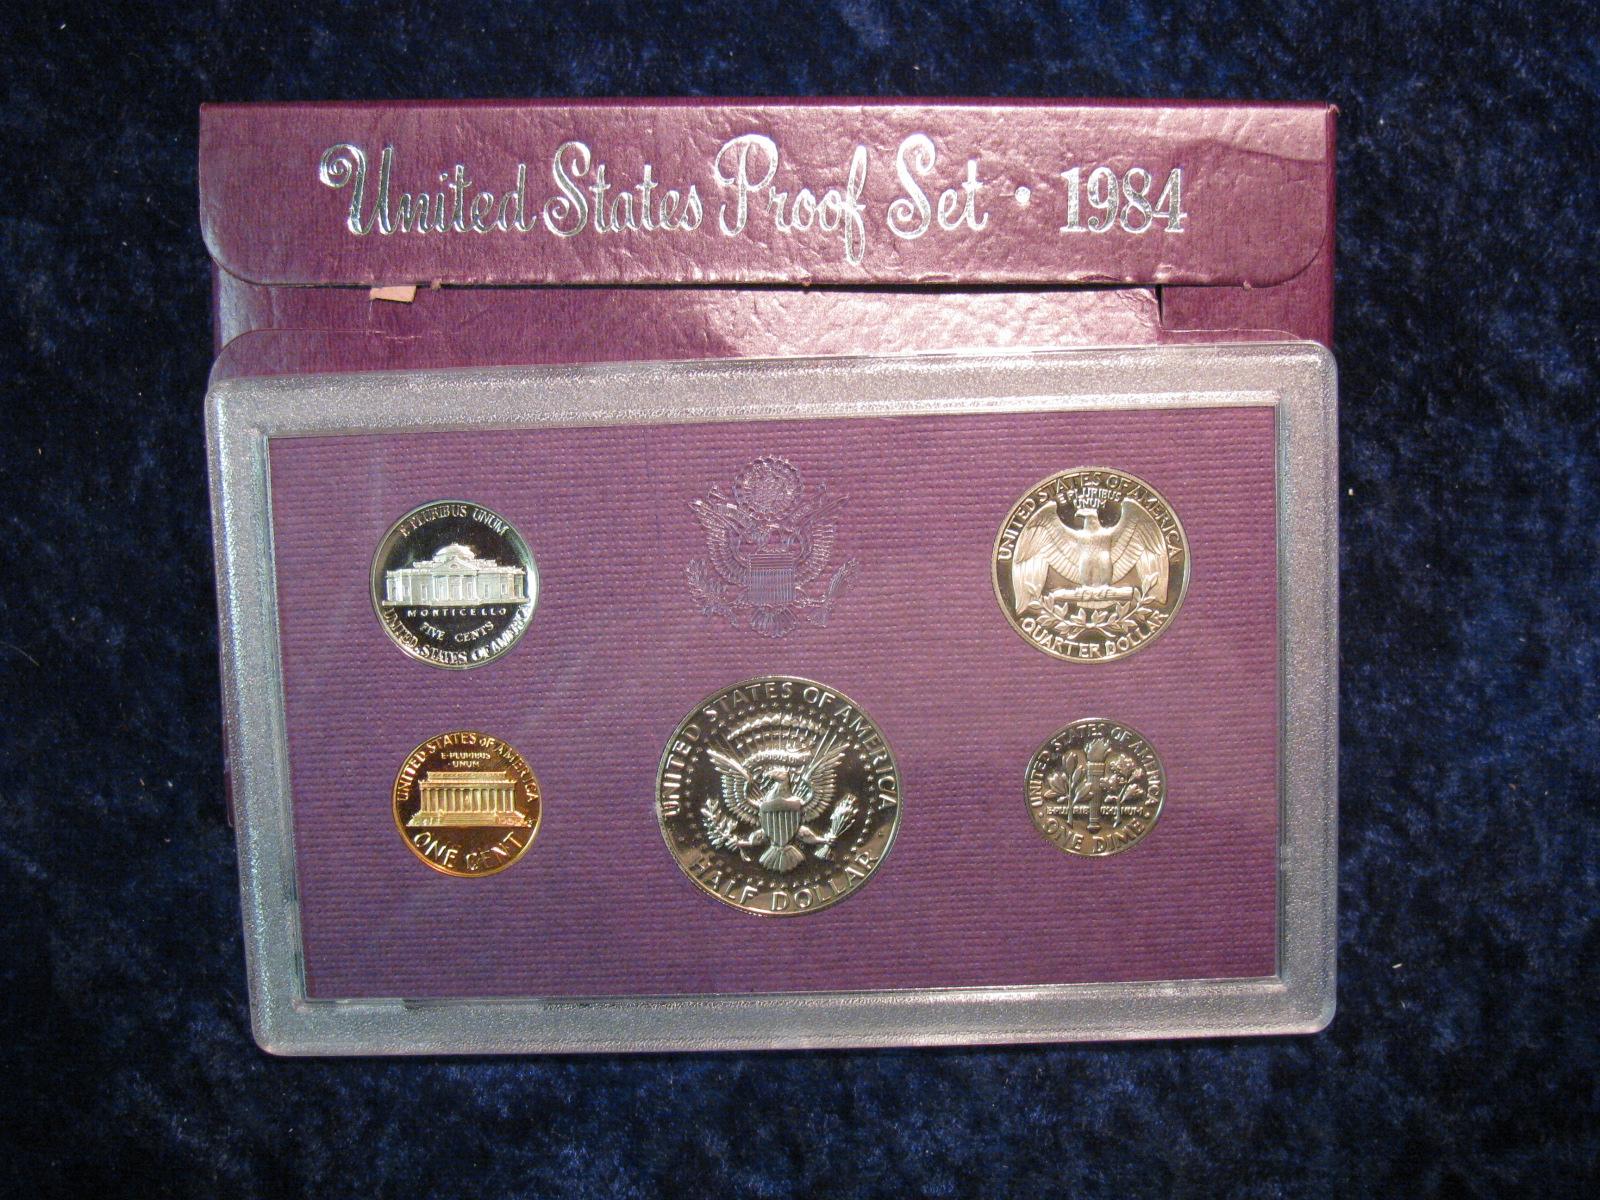 United States Proof Set · 1984
E PLURIBUS UNUM
MONTICELLO
FIVE CENTS
UNITED STATES OF AMERICA
UNITED STATES OF AMERICA
E PLURIBUS
UNUM
QUARTER DOLLAR
UNITED STATES OF AMERICA
E·PLURIBUS
·UNUM·
ONE CENT
UNITED STATES OF AMERICA
HALF DOLLAR
UNITED STATES OF AMERICA
ONE DIME